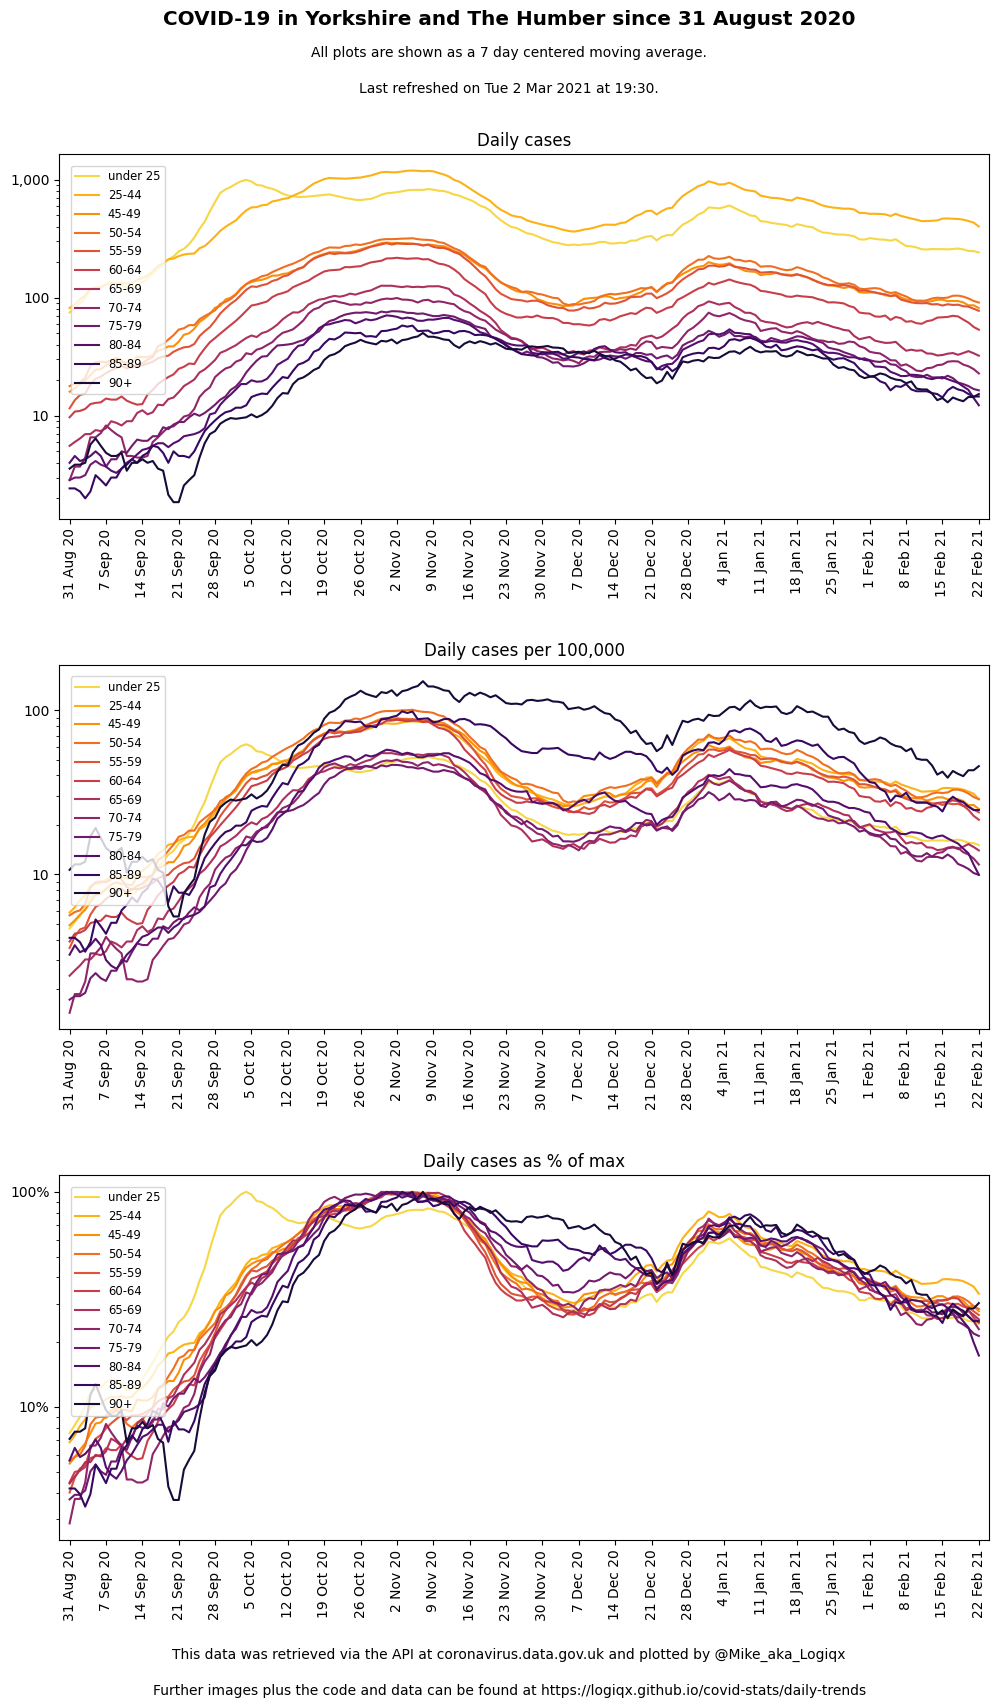 COVID-19 in Yorkshire and The Humber since 31 August 2020
All plots are shown as a 7 day centered moving average.
Last refreshed on Tue 2 Mar 2021 at 19:30.
Daily cases
1,000
100
10
under 25
25-44
45-49
50-54
55-59
60-64
65-69
70-74
75-79
80-84
85-89
90+
31 Aug 20
7 Sep 20
14 Sep 20
21 Sep 20
28 Sep 20
5 Oct 20
12 Oct 20
19 Oct 20
26 Oct 20
2 Nov 20
9 Nov 20
16 Nov 20
23 Nov 20
30 Nov 20
7 Dec 20
14 Dec 20
21 Dec 20
28 Dec 20
4 Jan 21
11 Jan 21
18 Jan 21
25 Jan 21
1 Feb 21
8 Feb 21
15 Feb 21
22 Feb 21
Daily cases per 100,000
100
10
under 25
25-44
45-49
50-54
55-59
60-64
65-69
70-74
75-79
80-84
85-89
90+
31 Aug 20
7 Sep 20
14 Sep 20
21 Sep 20
28 Sep 20
5 Oct 20
12 Oct 20
19 Oct 20
26 Oct 20
2 Nov 20
9 Nov 20
16 Nov 20
23 Nov 20
30 Nov 20
7 Dec 20
14 Dec 20
21 Dec 20
28 Dec 20
4 Jan 21
11 Jan 21
18 Jan 21
25 Jan 21
1 Feb 21
8 Feb 21
15 Feb 21
22 Feb 21
Daily cases as % of max
100%
10%
under 25
25-44
45-49
50-54
55-59
60-64
65-69
70-74
75-79
80-84
85-89
90+
31 Aug 20
7 Sep 20
14 Sep 20
21 Sep 20
28 Sep 20
5 Oct 20
12 Oct 20
19 Oct 20
26 Oct 20
2 Nov 20
9 Nov 20
16 Nov 20
23 Nov 20
30 Nov 20
7 Dec 20
14 Dec 20
21 Dec 20
28 Dec 20
4 Jan 21
11 Jan 21
18 Jan 21
25 Jan 21
1 Feb 21
8 Feb 21
15 Feb 21
22 Feb 21
This data was retrieved via the API at coronavirus.data.gov.uk and plotted by @Mike_aka_Logiqx
Further images plus the code and data can be found at https://logiqx.github.io/covid-stats/daily-trends